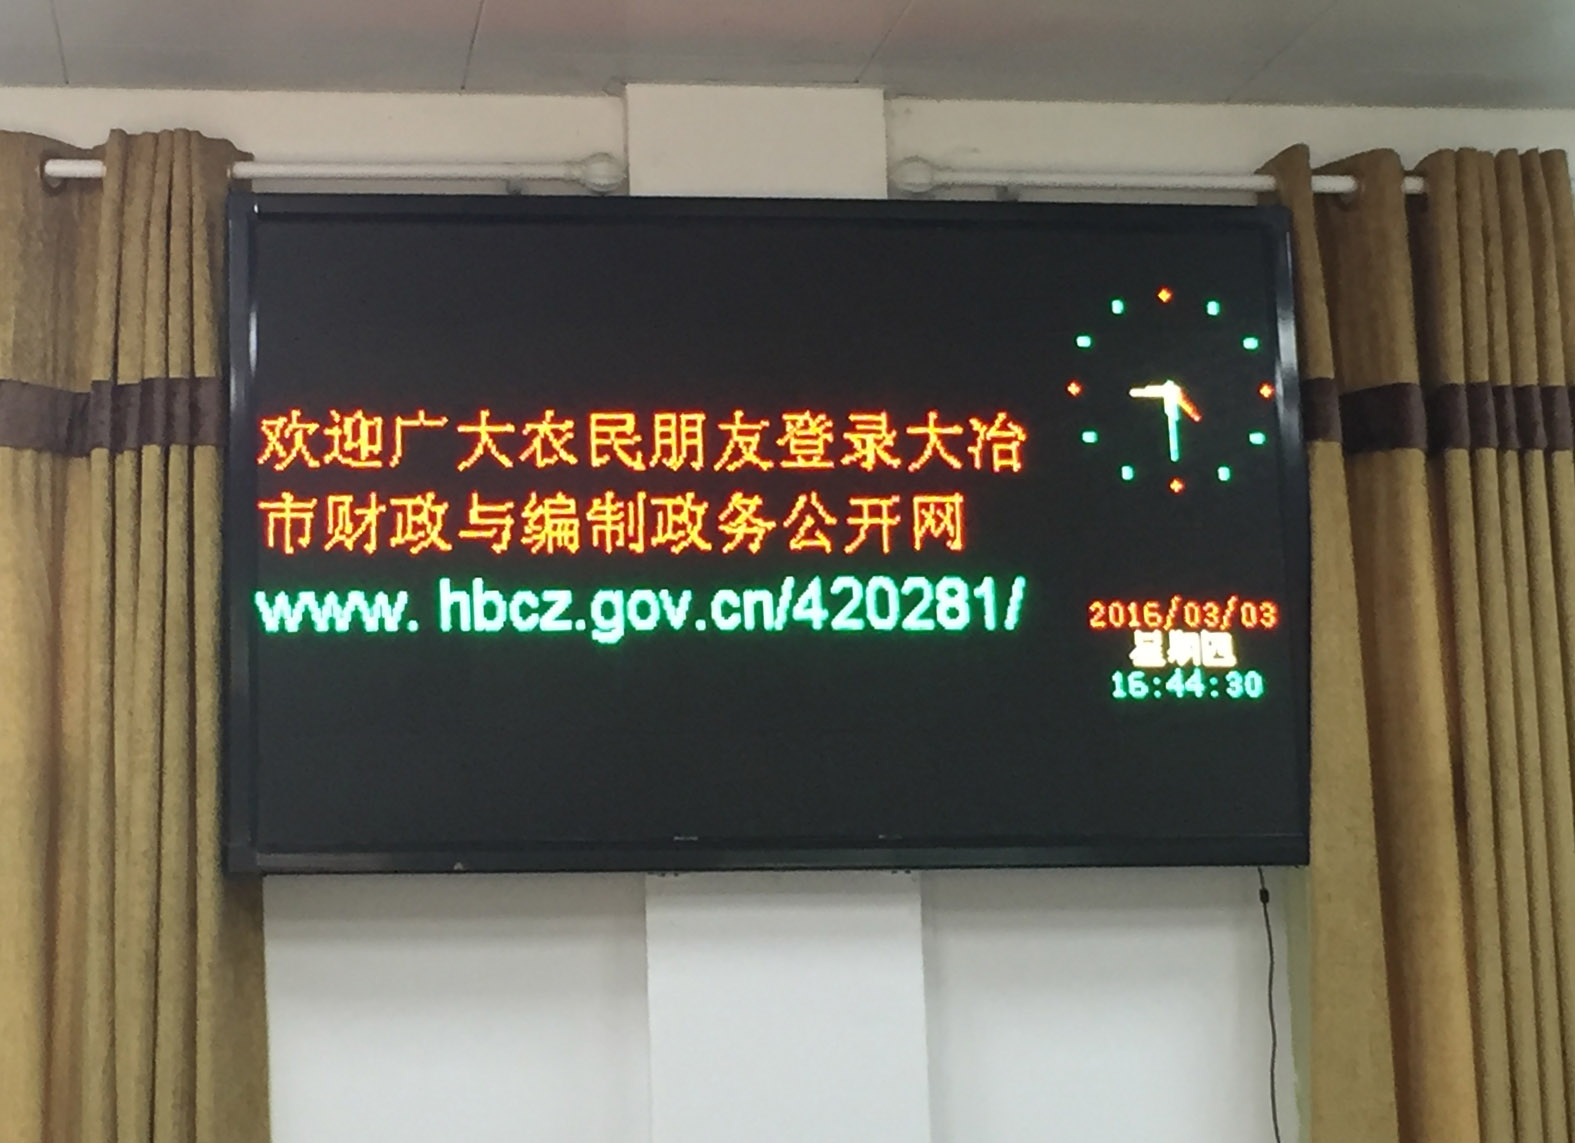 欢迎广大农民朋友登录大冶
市财政与编制政务公开网
www. hbcz.gov.cn/420281/
2016/03/03
星期四
16:44:30